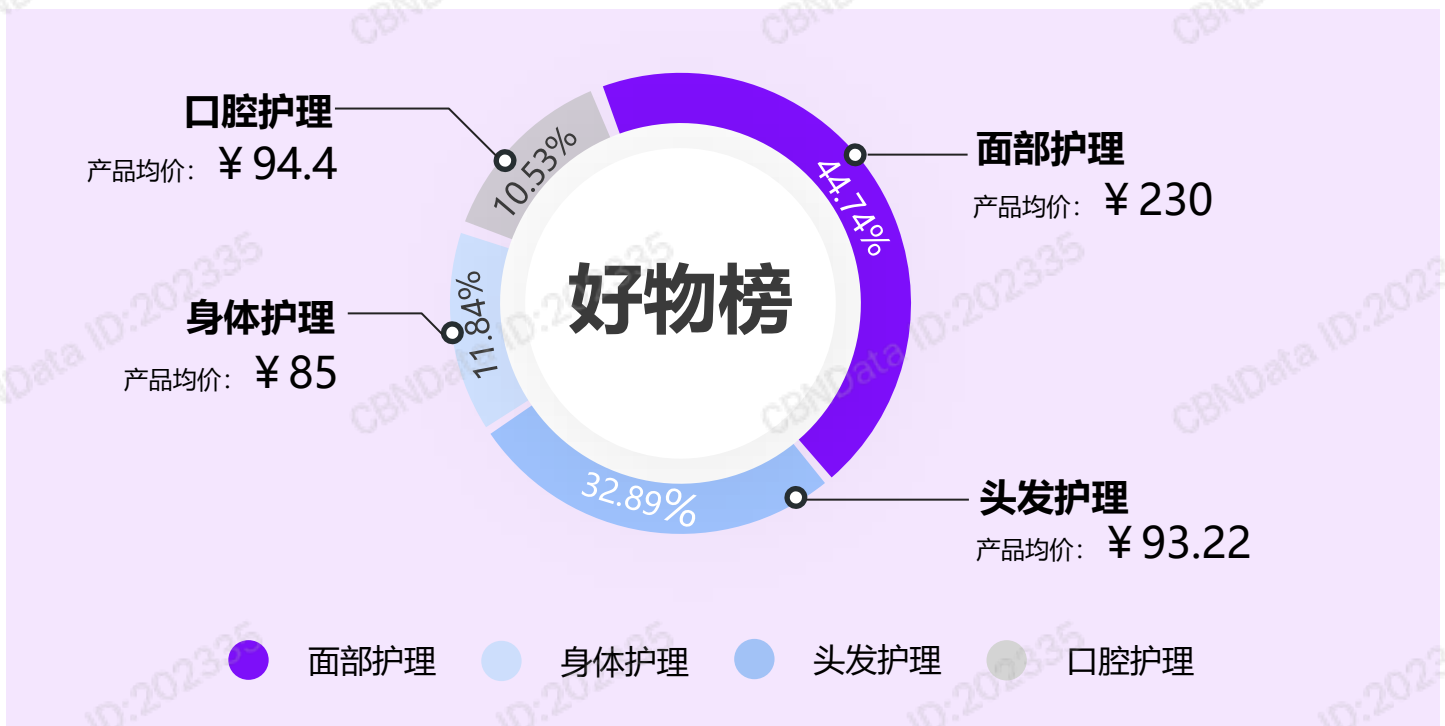 口腔护理
产品均价： ¥ 94.4
10.53%
面部护理
产品均价： ¥ 230
44.74%
好物榜
身体护理
产品均价： ¥ 85
11.84%
32.89%
头发护理
产品均价： ¥ 93.22
面部护理 身体护理 头发护理 口腔护理
CBNData ID:202335